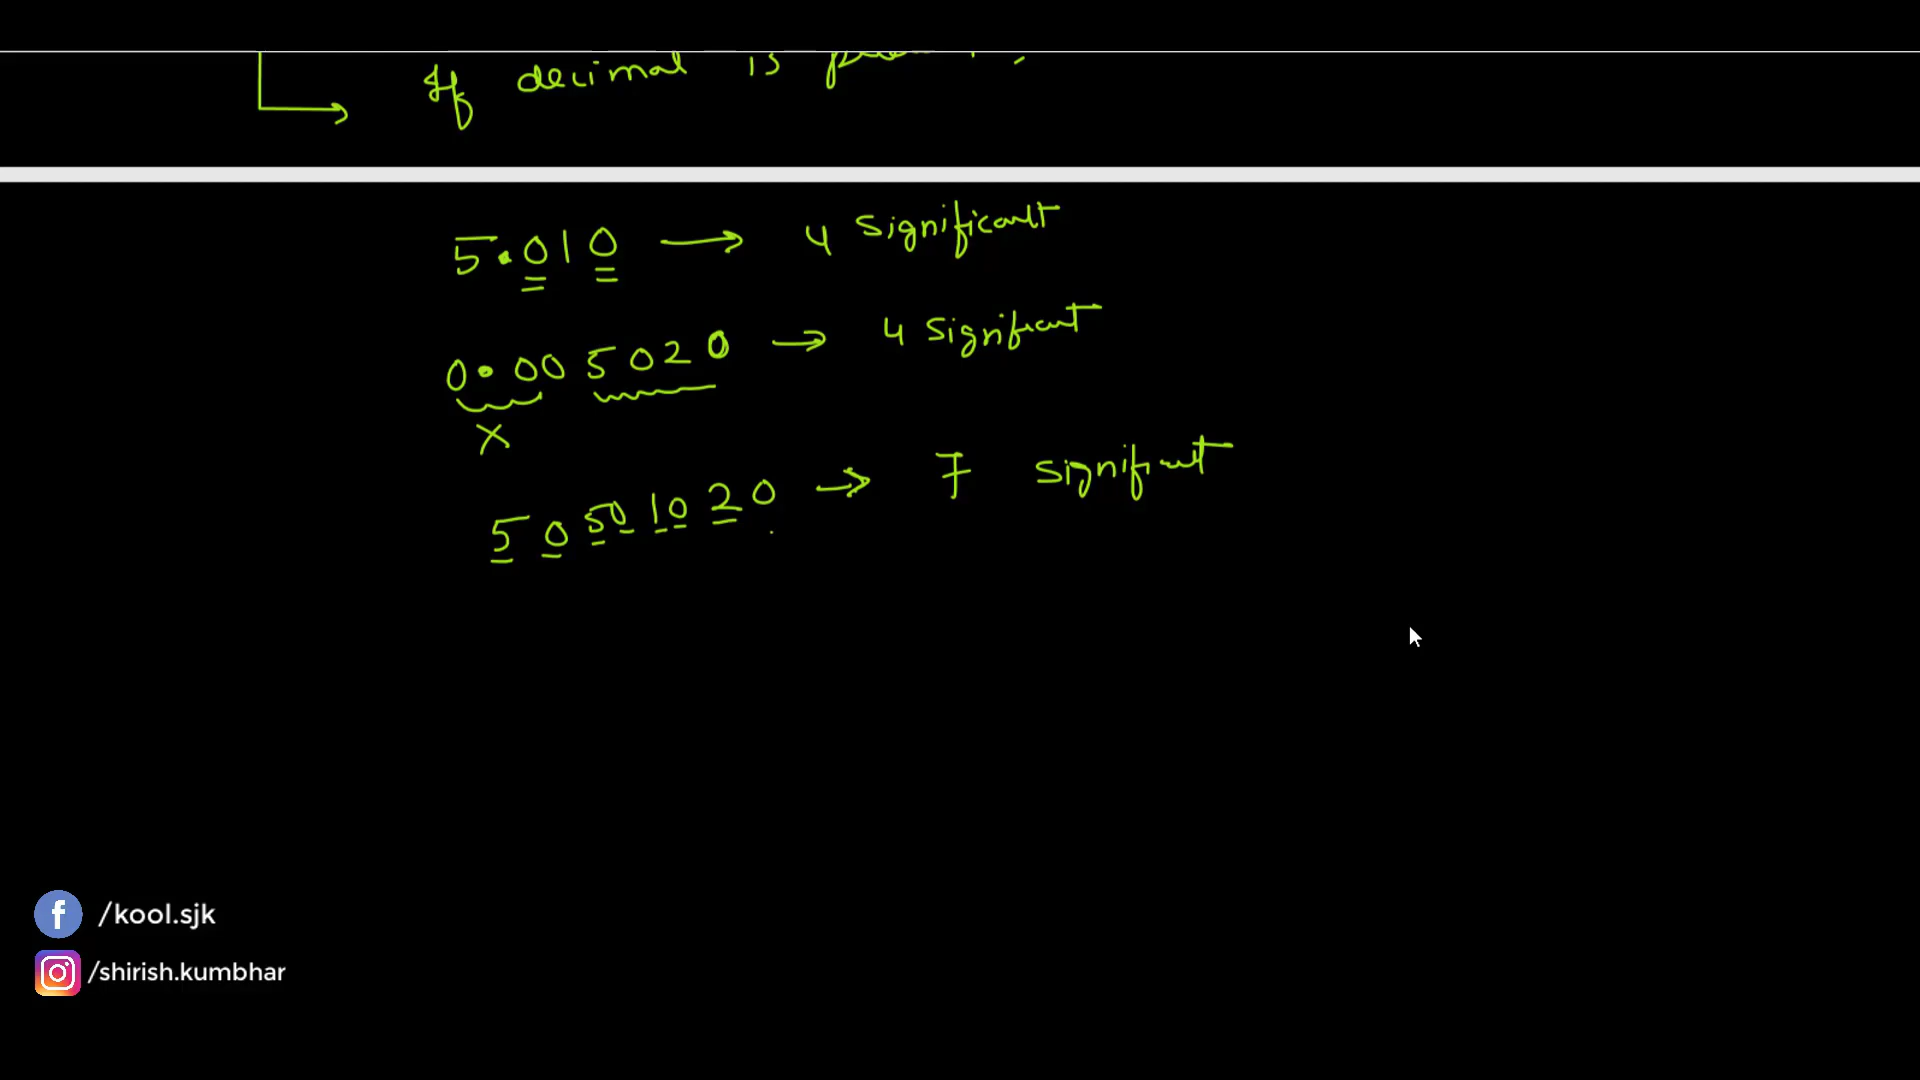 If decimal is
5.010 → 4 significant
0.005020 → 4 significant
X
50501020 → 7 significant
/kool.sjk
/shirish.kumbhar